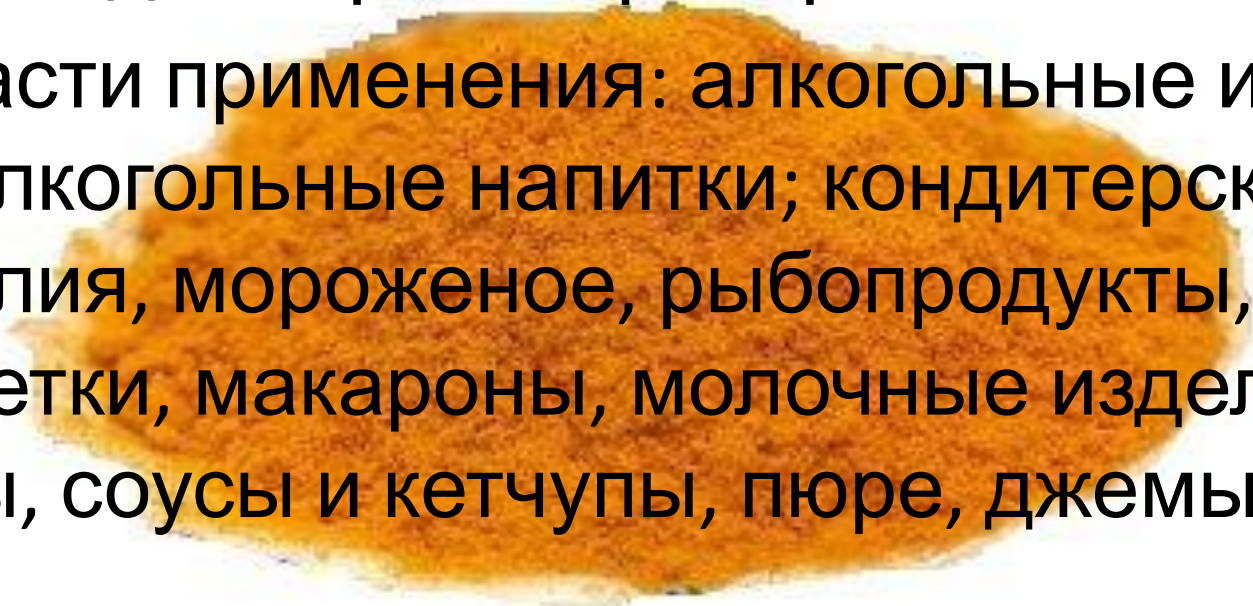 асти применения: алкогольные и
лкогольные напитки; кондитерск
лия, мороженое, рыбопродукты,
етки, макароны, молочные издел
ы, соусы и кетчупы, пюре, джемы